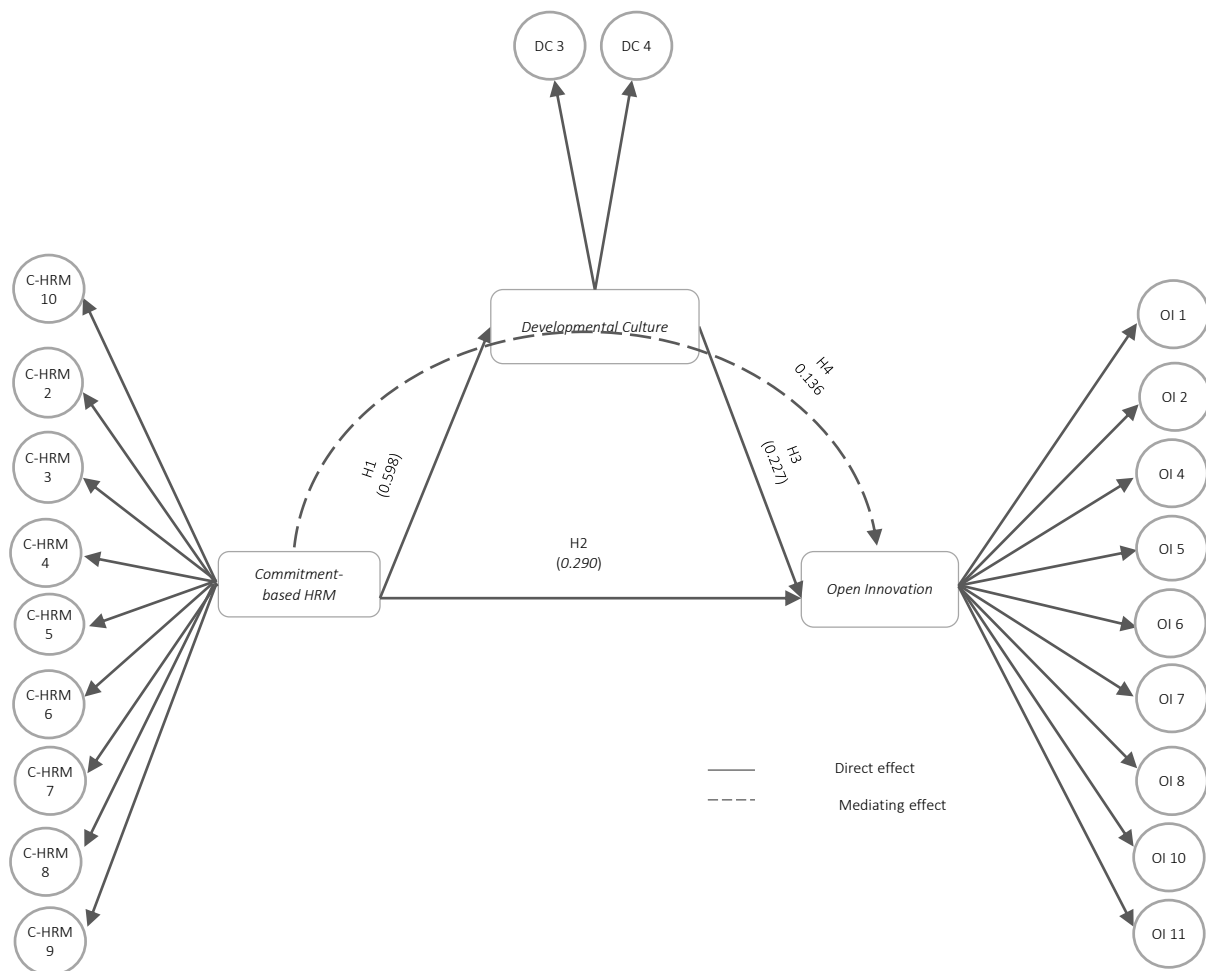 DC 3
DC 4
C-HRM
10
C-HRM
2
C-HRM
3
C-HRM
4
C-HRM
5
C-HRM
6
C-HRM
7
C-HRM
8
C-HRM
9
Developmental Culture
H1
(0.598)
H4
0.136
H3
(0.227)
H2
(0.290)
Commitment-
based HRM
Open Innovation
OI 1
OI 2
OI 4
OI 5
OI 6
OI 7
OI 8
OI 10
OI 11
Direct effect
Mediating effect